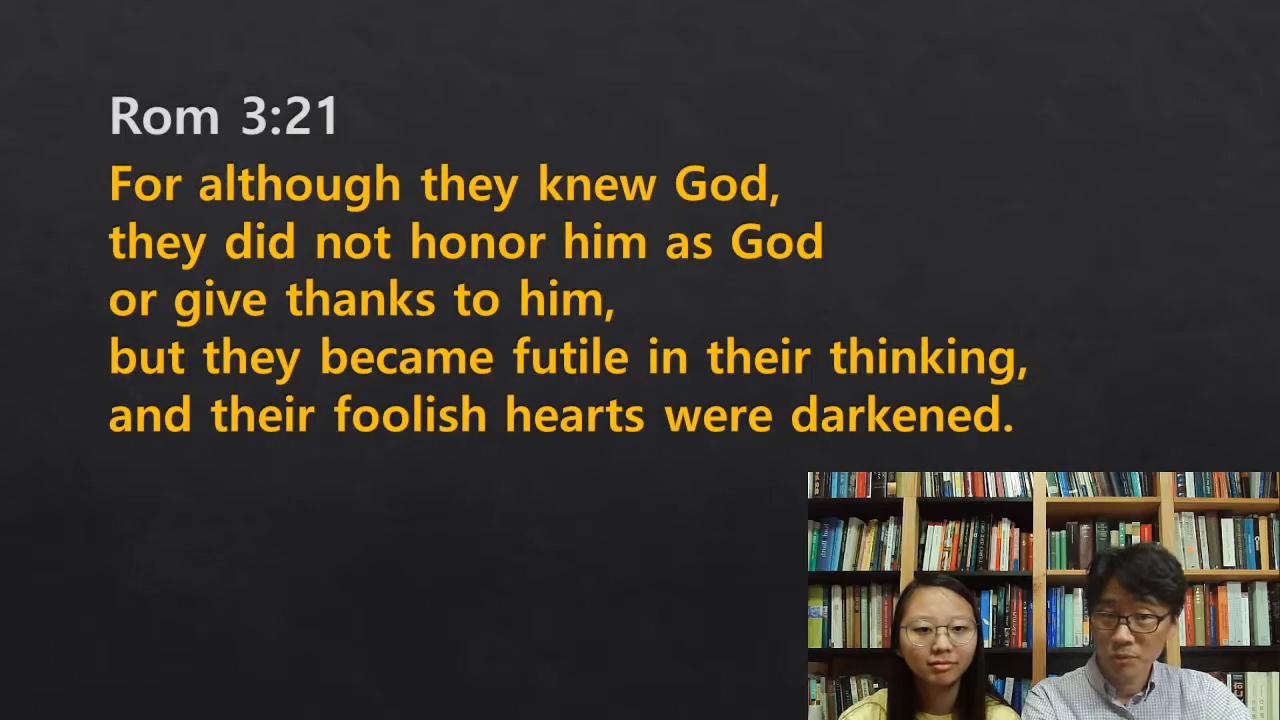 Rom 3:21
For although they knew God,
they did not honor him as God
or give thanks to him,
but they became futile in their thinking,
and their foolish hearts were darkened.